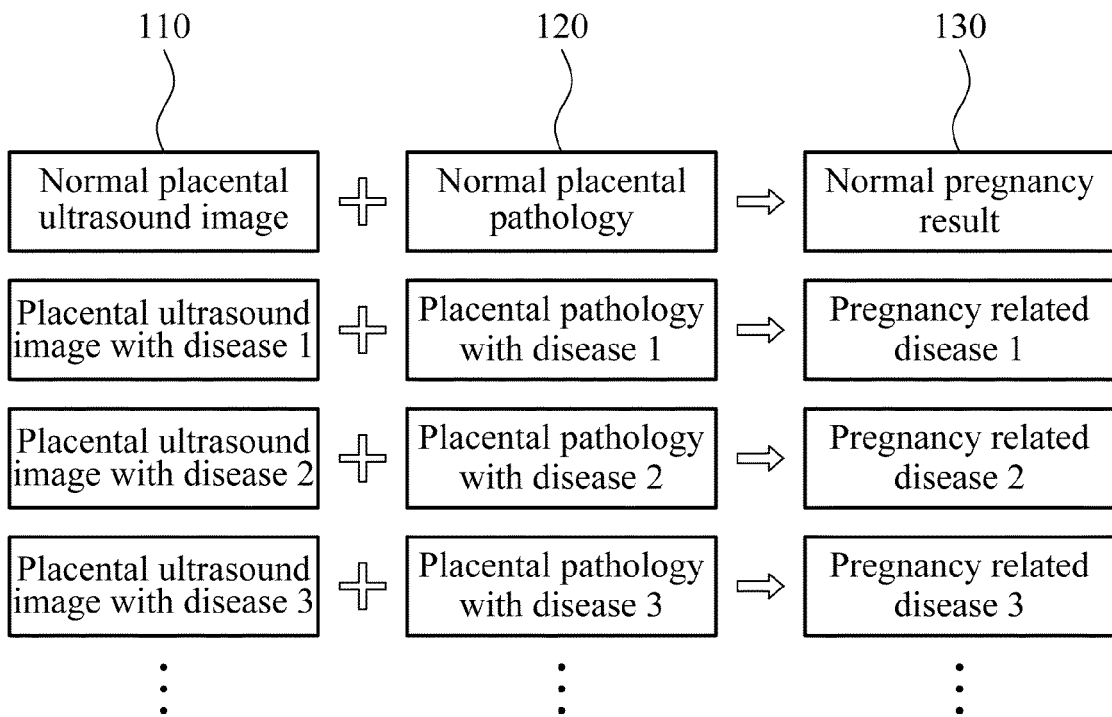 110
120
130
Normal placental
ultrasound image
Normal placental
pathology
Normal pregnancy
result
Placental ultrasound
image with disease 1
Placental pathology
with disease 1
Pregnancy related
disease 1
Placental ultrasound
image with disease 2
Placental pathology
with disease 2
Pregnancy related
disease 2
Placental ultrasound
image with disease 3
Placental pathology
with disease 3
Pregnancy related
disease 3